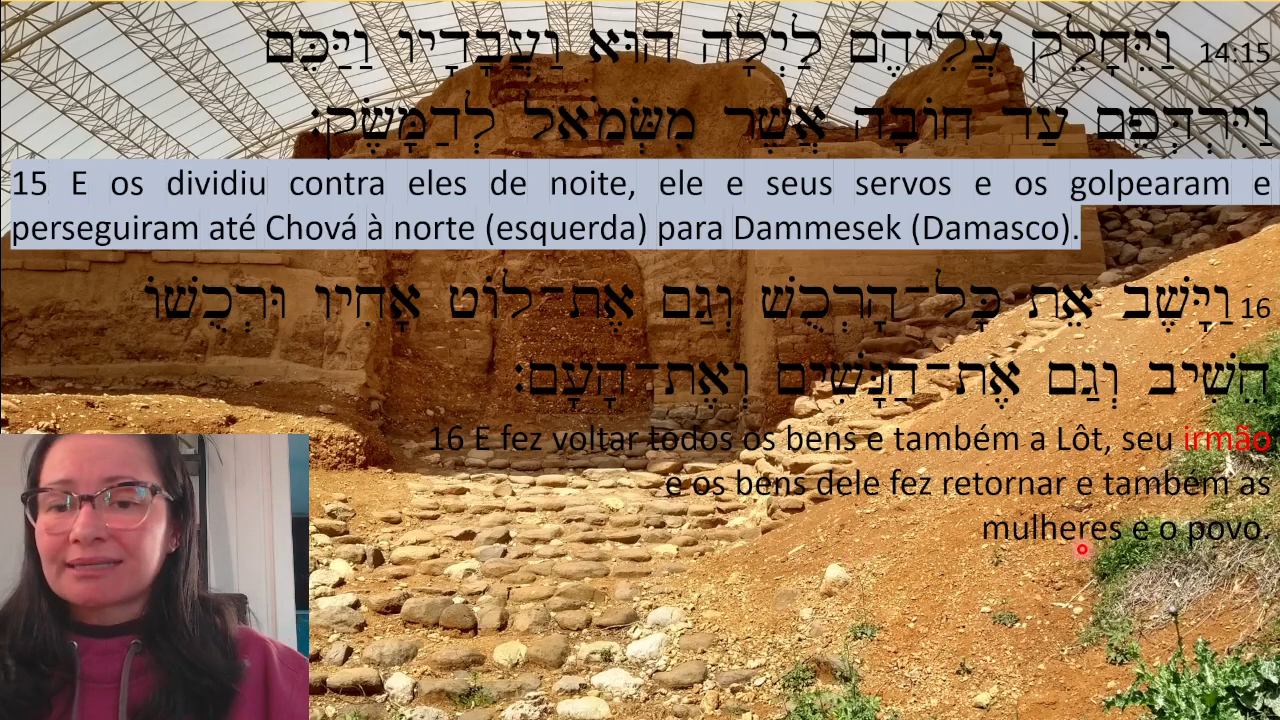 14:15 וַיֵּחָלֵק עֲלֵיהֶם לַיְלָה הוּא וַעֲבָדָיו וַיַּכֵּם
וַיִּרְדְּפֵם עַד חוֹבָה אֲשֶׁר מִשְּׂמֹאל לְדַמָּשֶׂק׃
15 E os dividiu contra eles de noite, ele e seus servos e os golpearam e
perseguiram até Chová à norte (esquerda) para Dammesek (Damasco).
16 וַיָּשֶׁב אֵת כָּל־הָרְכֻשׁ וְגַם אֶת־לוֹט אָחִיו וּרְכֻשׁוֹ
הֵשִׁיב וְגַם אֶת־הַנָּשִׁים וְאֶת־הָעָם׃
16 E fez voltar todos os bens e também a Lôt, seu irmão
e os bens dele fez retornar e também as
mulheres e o povo.